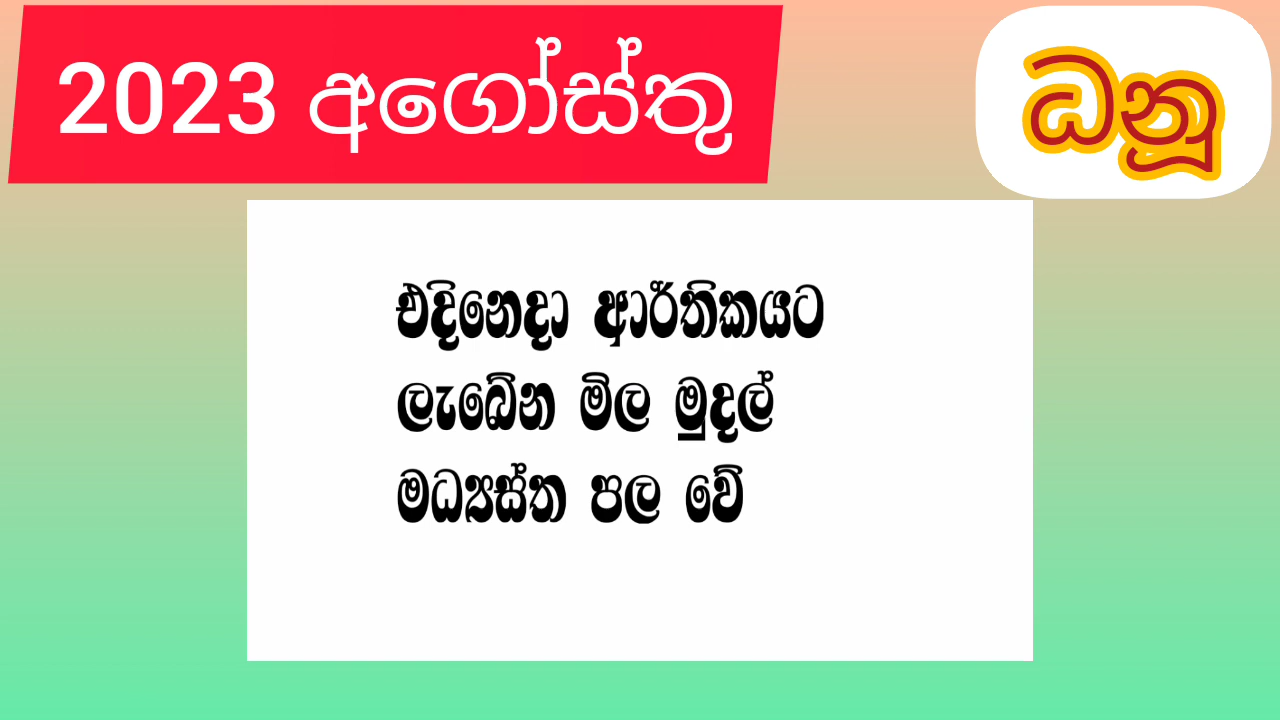 2023 අගෝස්තු
ධනූ
එදිනෙදා ආර්තිකයට
ලැබේන මිල මුදල්
මධ්‍යස්ත පල වේ